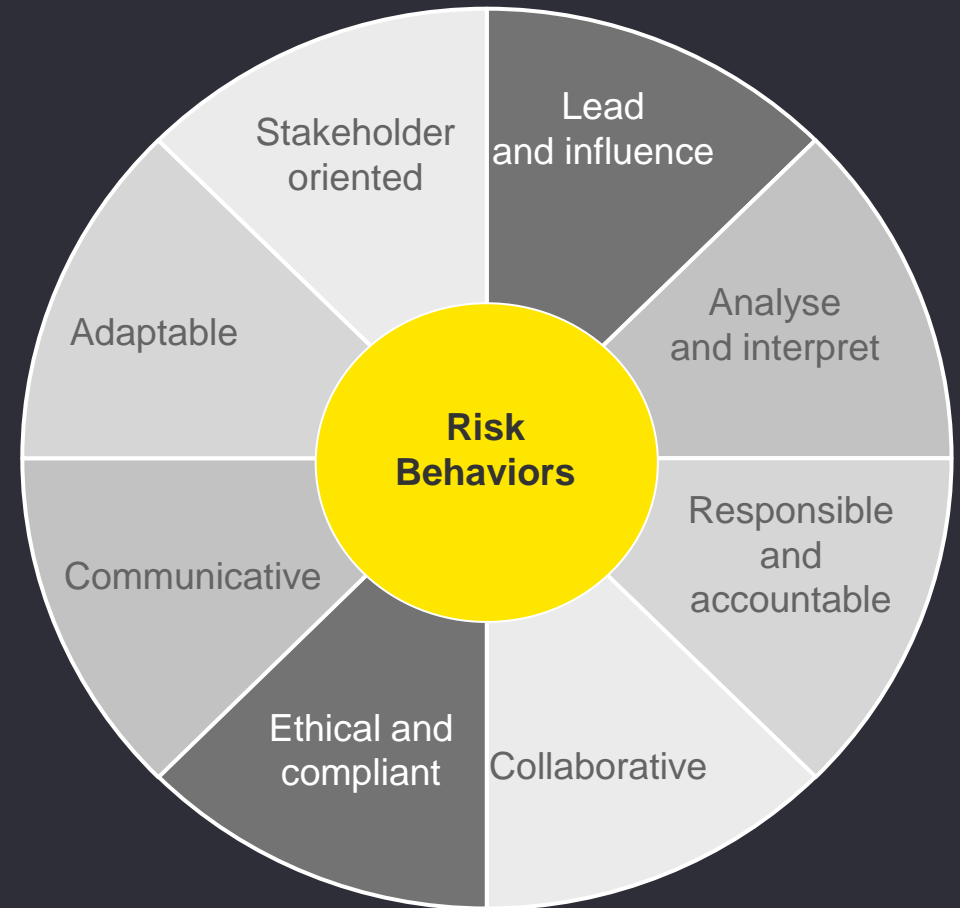 Lead
and influence
Analyse
and interpret
Responsible
and
accountable
Collaborative
Ethical and
compliant
Communicative
Adaptable
Stakeholder
oriented
Risk
Behaviors